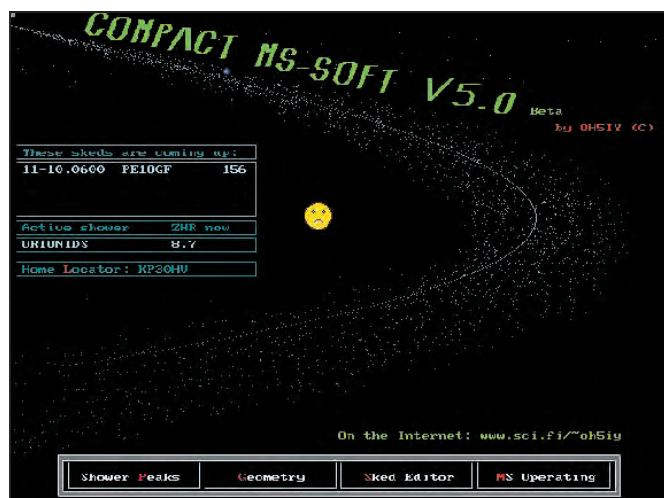 COMPACT MS-SOFT V5.0
Beta
by OH5IY (C)
These skeds are coming up:
11-10.0600 PE1OGF 156
Active shower ZHR now
ORIONIDS 8.7
Home Locator: KP30HV
On the Internet: www.sci.fi/~oh5iy
Shower Peaks Geometry Sked Editor MS Operating